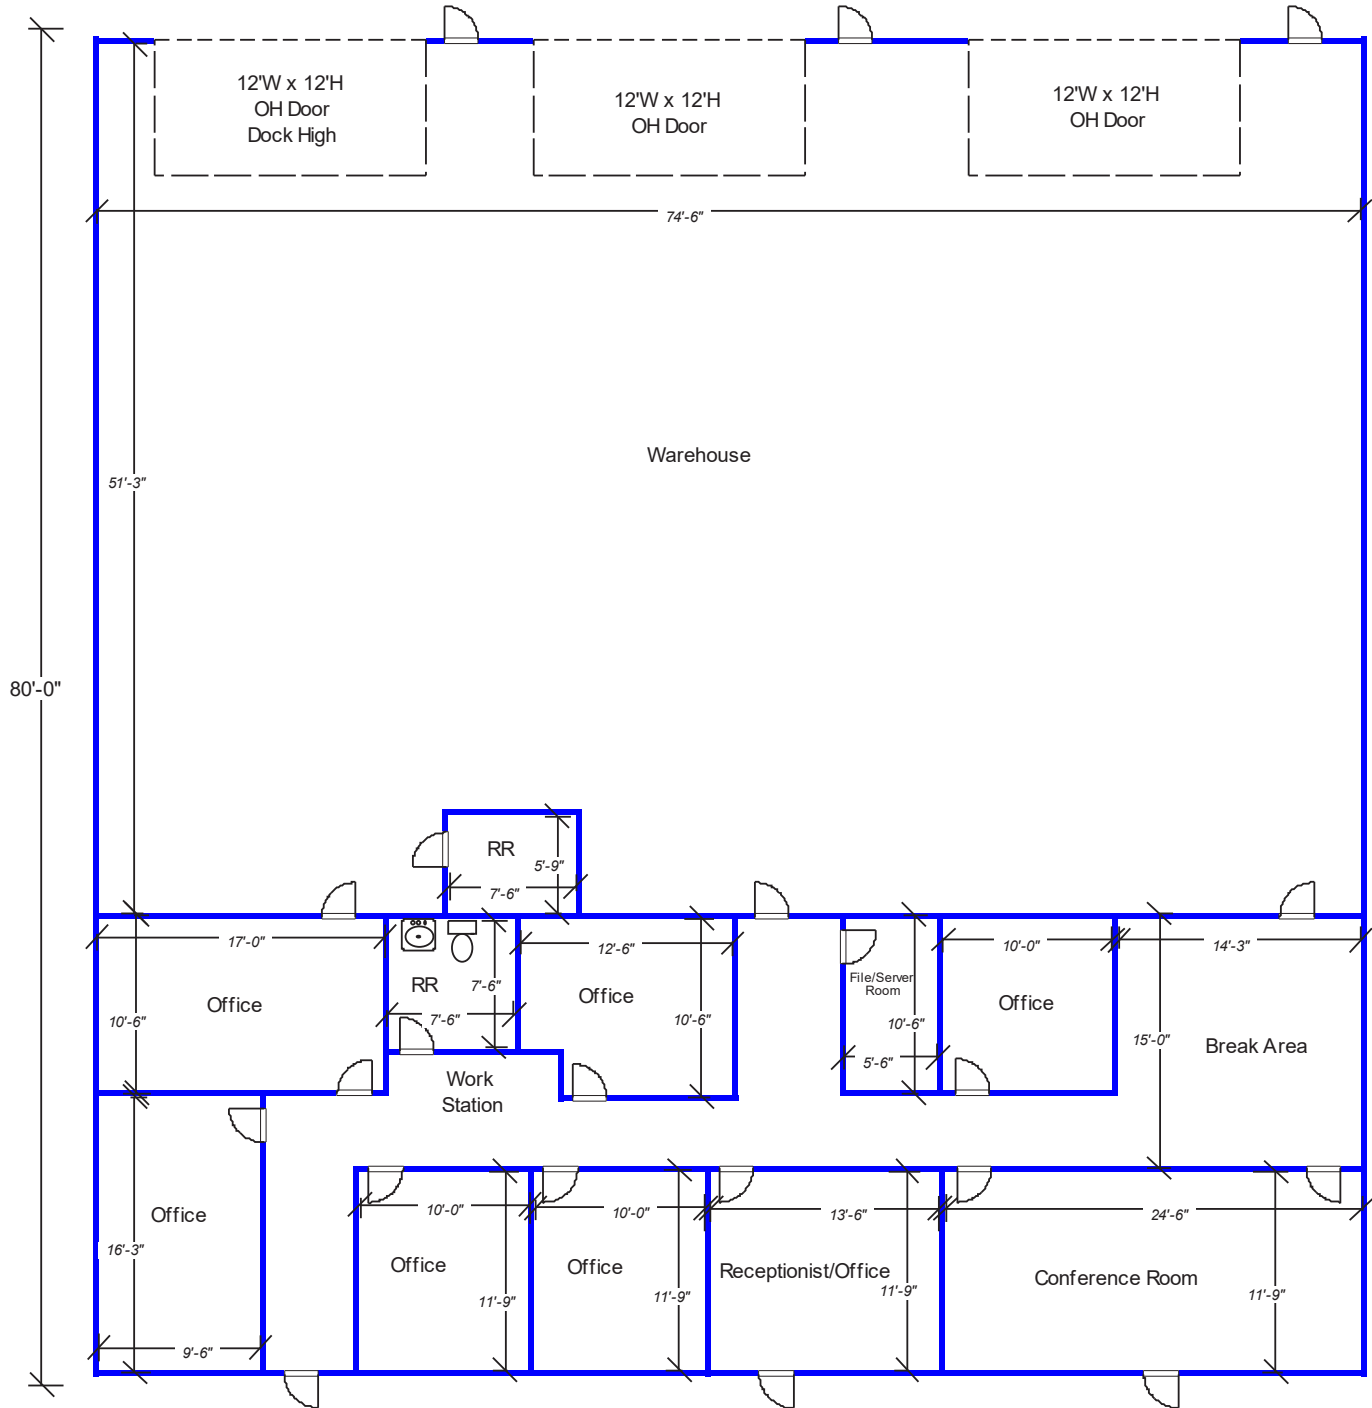 12'W x 12'H
OH Door
Dock High
12'W x 12'H
OH Door
12'W x 12'H
OH Door
74'-6"
Warehouse
51'-3"
80'-0"
RR
5'-9"
7'-6"
17'-0"
Office
10'-6"
RR
7'-6"
7'-6"
12'-6"
Office
10'-6"
File/Server
Room
10'-6"
5'-6"
10'-0"
Office
14'-3"
15'-0"
Break Area
Work
Station
Office
16'-3"
9'-6"
10'-0"
Office
11'-9"
10'-0"
Office
11'-9"
13'-6"
Receptionist/Office
11'-9"
24'-6"
Conference Room
11'-9"